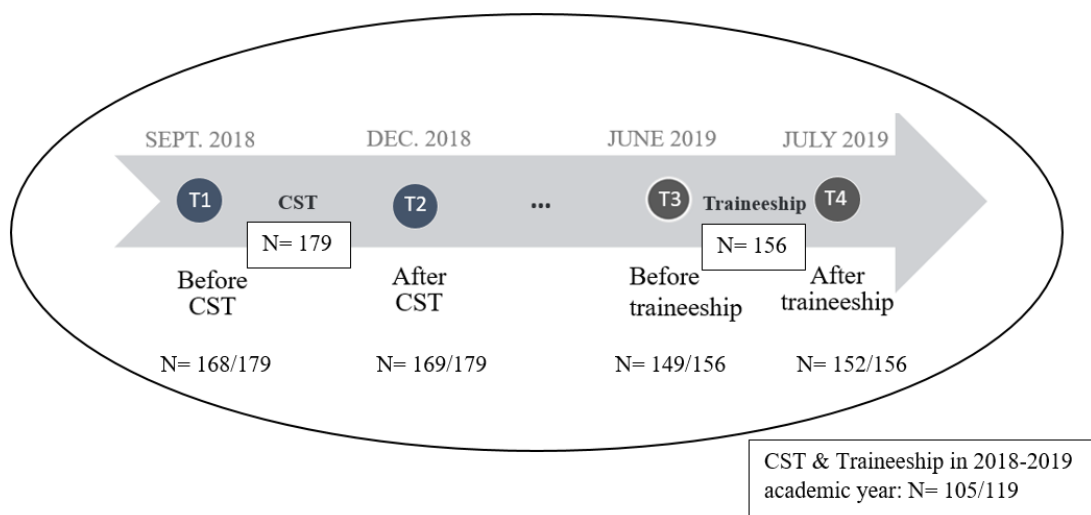 SEPT. 2018 DEC. 2018 JUNE 2019 JULY 2019
T1 CST T2 ... T3 Traineeship T4
N= 179 N= 156
Before CST
After CST
Before traineeship
After traineeship
N= 168/179 N= 169/179 N= 149/156 N= 152/156
CST & Traineeship in 2018-2019
academic year: N= 105/119